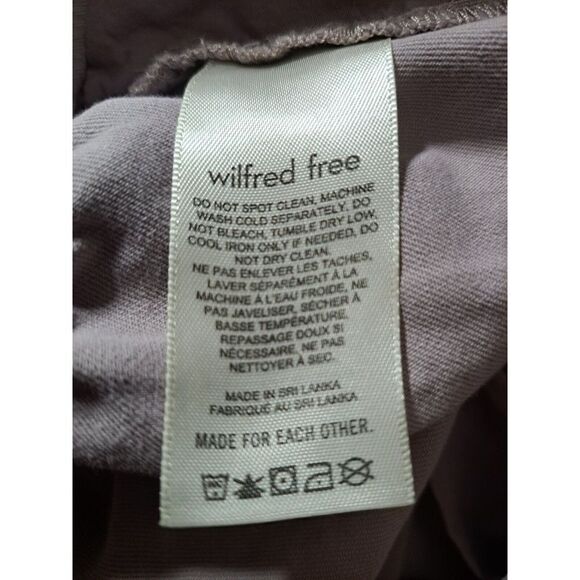 wilfred free
DO NOT SPOT CLEAN, MACHINE
WASH COLD SEPARATELY. DO
NOT BLEACH, TUMBLE DRY LOW,
COOL IRON ONLY IF NEEDED, DO
NOT DRY CLEAN.
NE PAS ENLEVER LES TACHES,
LAVER SÉPARÉMENT À LA
MACHINE À L'EAU FROIDE, NE
PAS JAVELISER, SÉCHER À
BASSE TEMPÉRATURE,
REPASSAGE DOUX SI
NÉCESSAIRE, NE PAS
NETTOYER À SEC.
MADE IN SRI LANKA
FABRIQUÉ AU SRI LANKA
MADE FOR EACH OTHER.